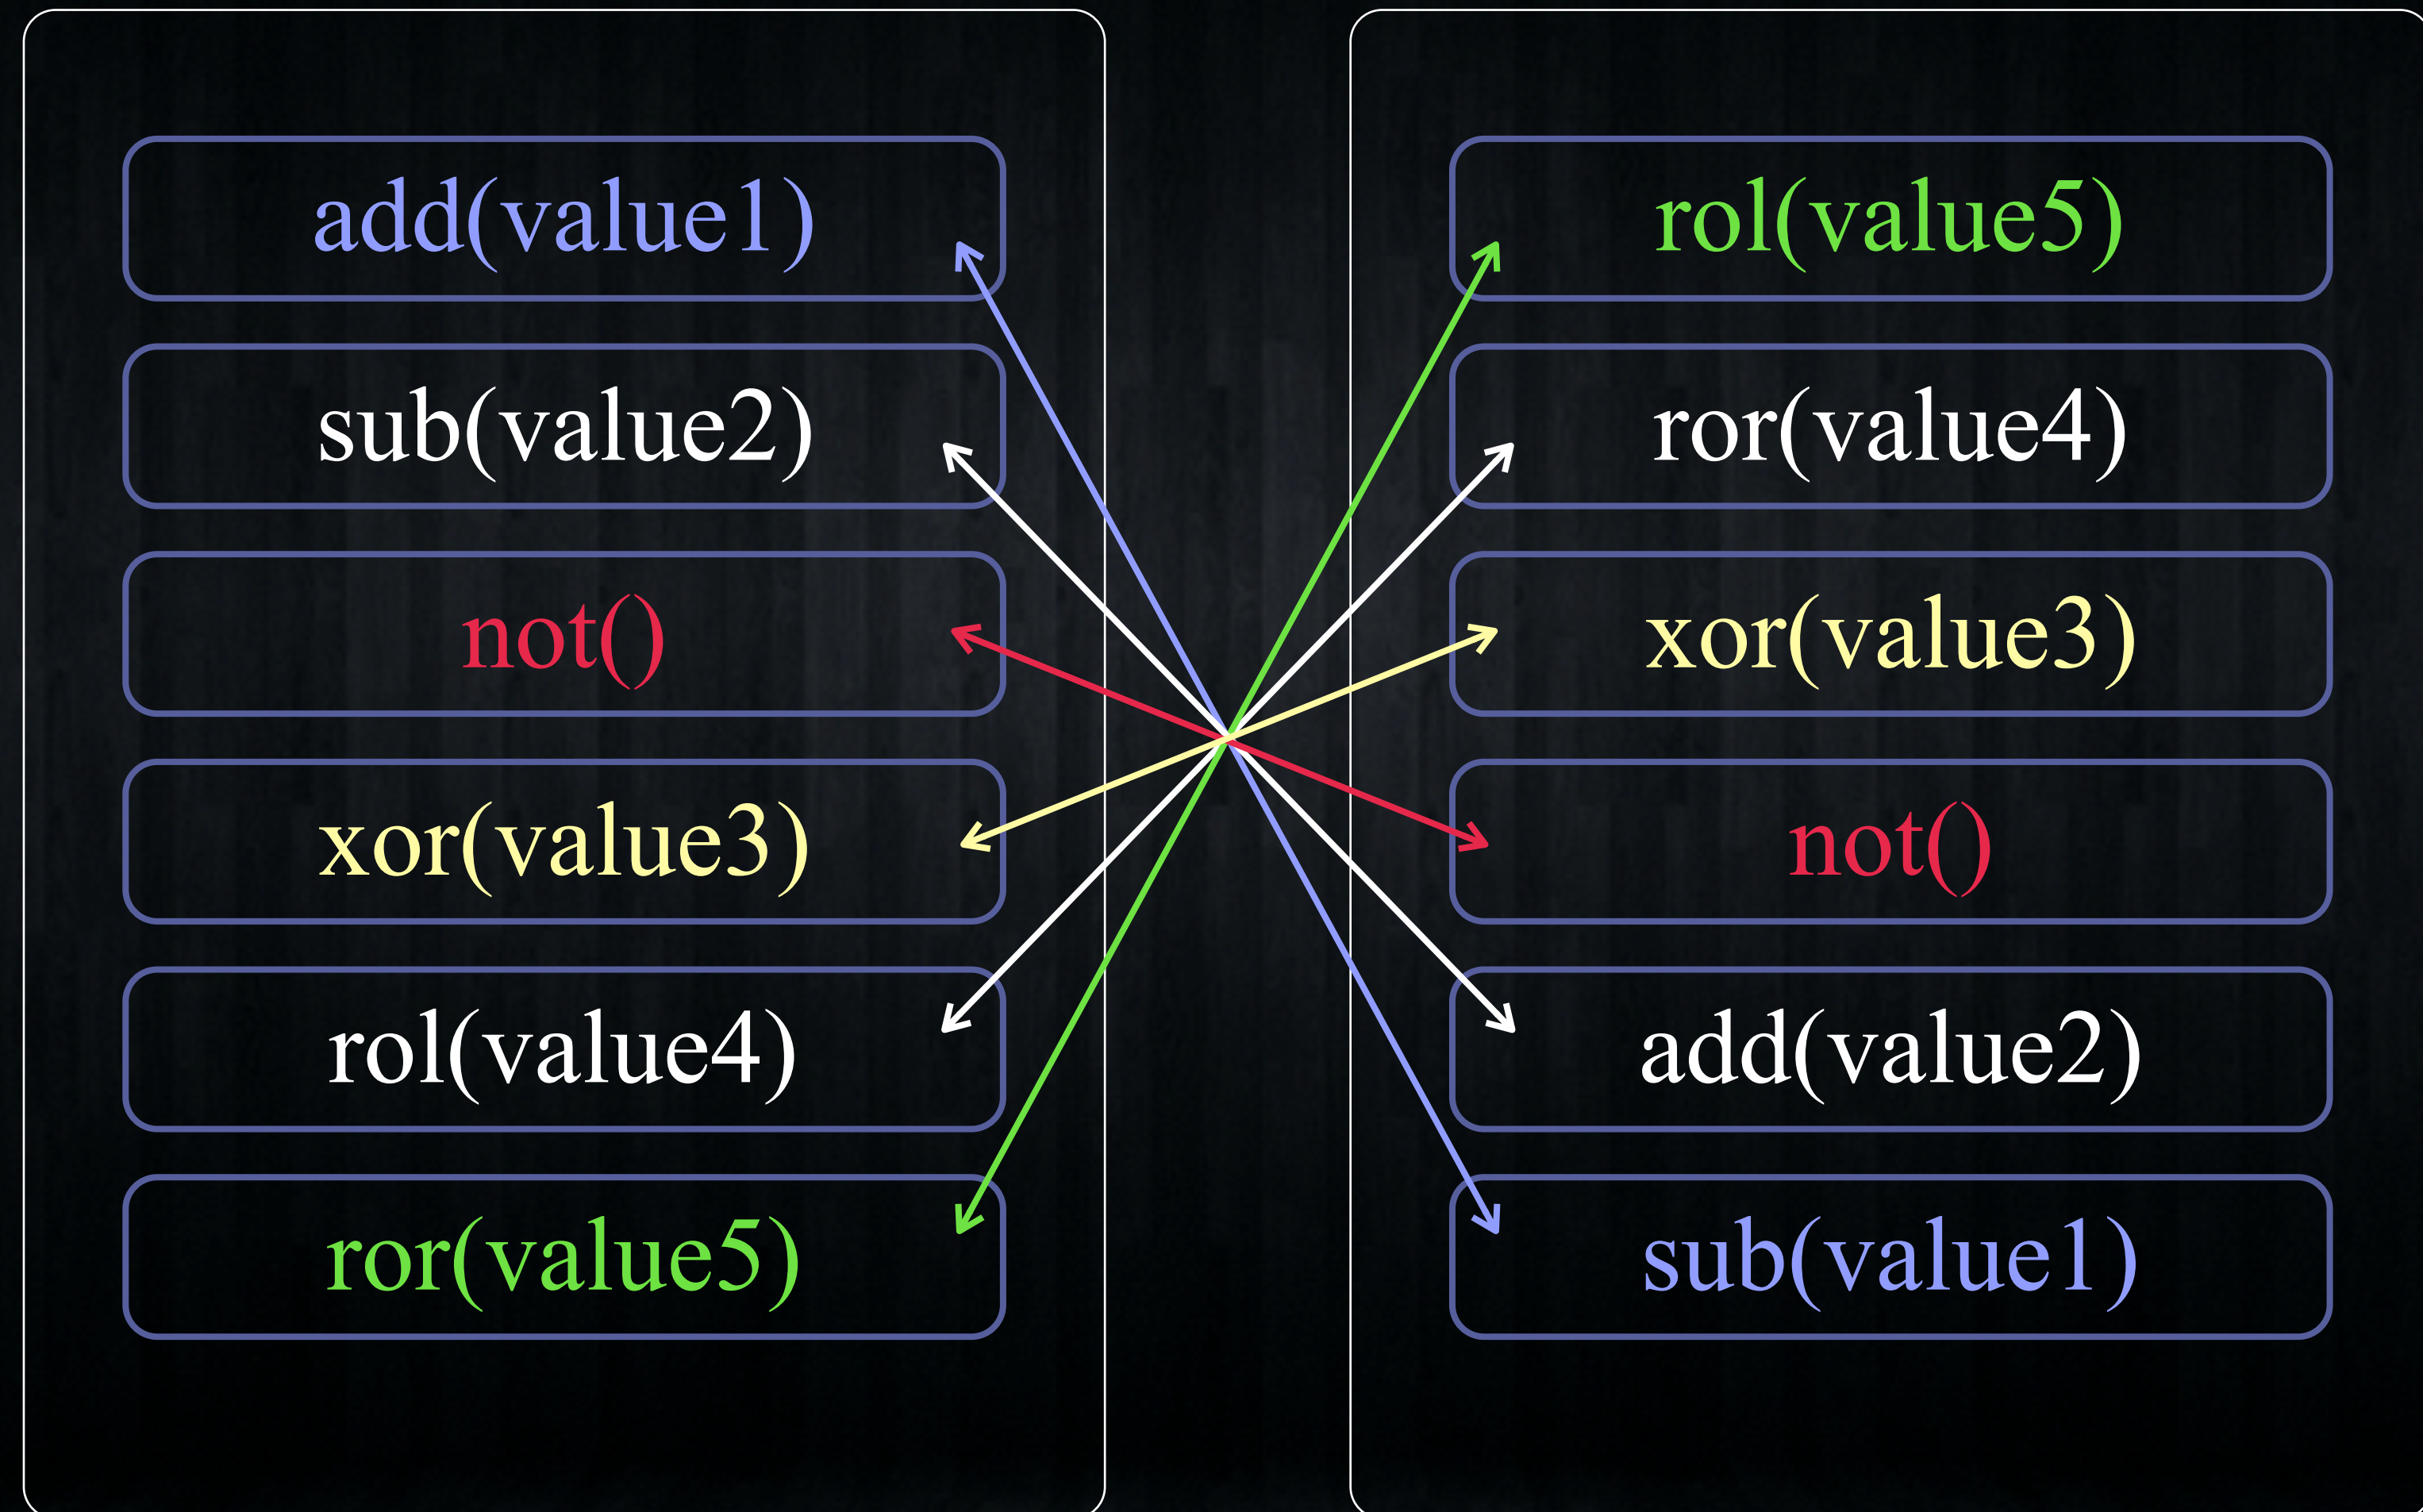 add(value1)
sub(value2)
not()
xor(value3)
rol(value4)
ror(value5)
rol(value5)
ror(value4)
xor(value3)
not()
add(value2)
sub(value1)